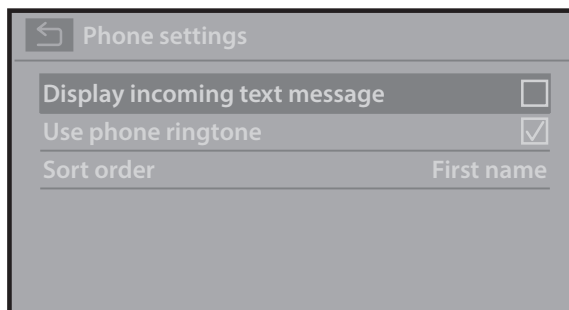 Phone settings
Display incoming text message
Use phone ringtone
Sort order First name